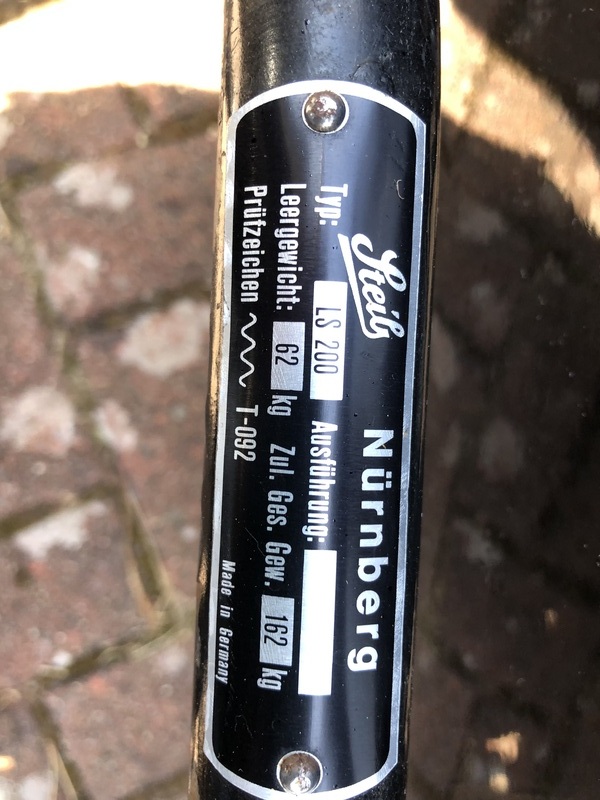 Steib Nürnberg
Typ: LS 200 Ausführung:
Leergewicht: 62 kg Zul. Ges. Gew. 162 kg
Prüfzeichen T-092
Made in Germany